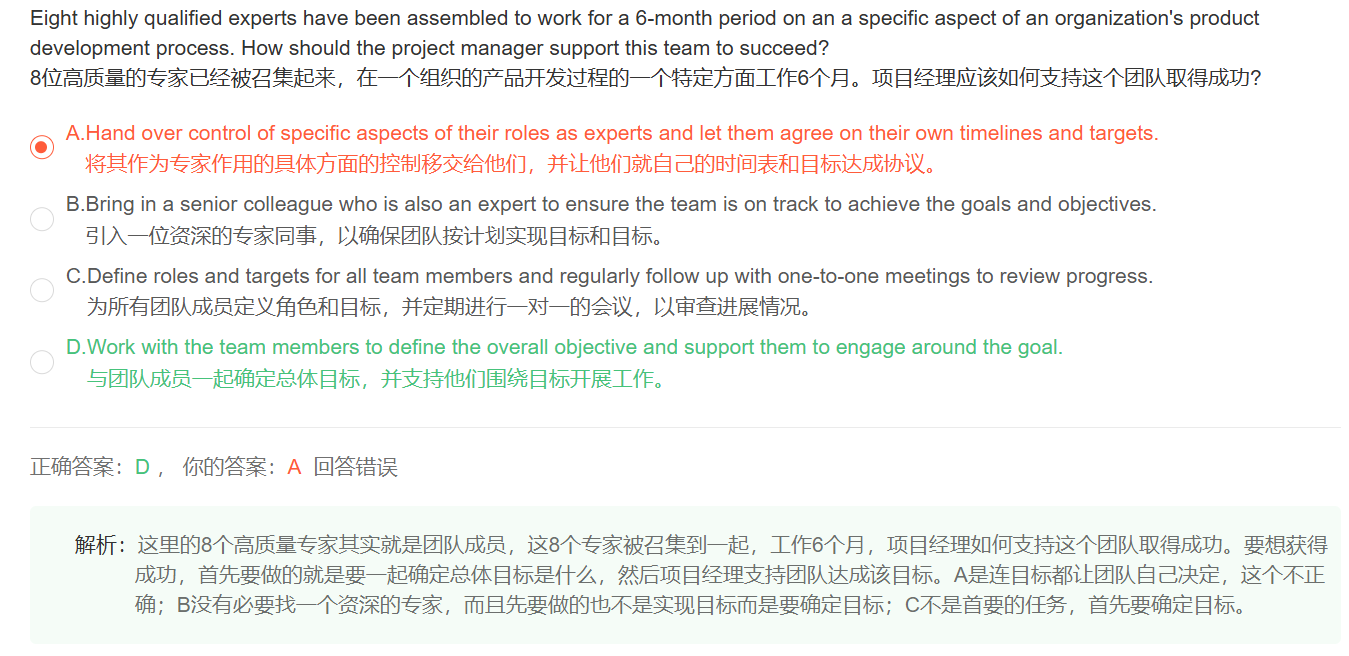 Eight highly qualified experts have been assembled to work for a 6-month period on an a specific aspect of an organization's product
development process. How should the project manager support this team to succeed?
8位高质量的专家已经被召集起来，在一个组织的产品开发过程的一个特定方面工作6个月。项目经理应该如何支持这个团队取得成功?
A.Hand over control of specific aspects of their roles as experts and let them agree on their own timelines and targets.
将其作为专家作用的具体方面的控制移交给他们，并让他们就自己的时间表和目标达成协议。
B.Bring in a senior colleague who is also an expert to ensure the team is on track to achieve the goals and objectives.
引入一位资深的专家同事，以确保团队按计划实现目标和目标。
C.Define roles and targets for all team members and regularly follow up with one-to-one meetings to review progress.
为所有团队成员定义角色和目标，并定期进行一对一的会议，以审查进展情况。
D.Work with the team members to define the overall objective and support them to engage around the goal.
与团队成员一起确定总体目标，并支持他们围绕目标开展工作。
正确答案：D ， 你的答案：A 回答错误
解析：这里的8个高质量专家其实就是团队成员，这8个专家被召集到一起，工作6个月，项目经理如何支持这个团队取得成功。要想获得
成功，首先要做的就是要一起确定总体目标是什么，然后项目经理支持团队达成该目标。A是连目标都让团队自己决定，这个不正
确；B没有必要找一个资深的专家，而且先要做的也不是实现目标而是要确定目标；C不是首要的任务，首先要确定目标。